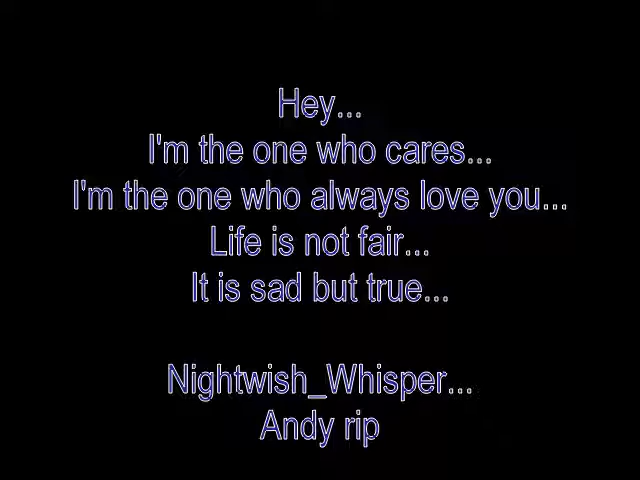 Hey...
I'm the one who cares...
I'm the one who always love you...
Life is not fair...
It is sad but true...
Nightwish_Whisper...
Andy rip